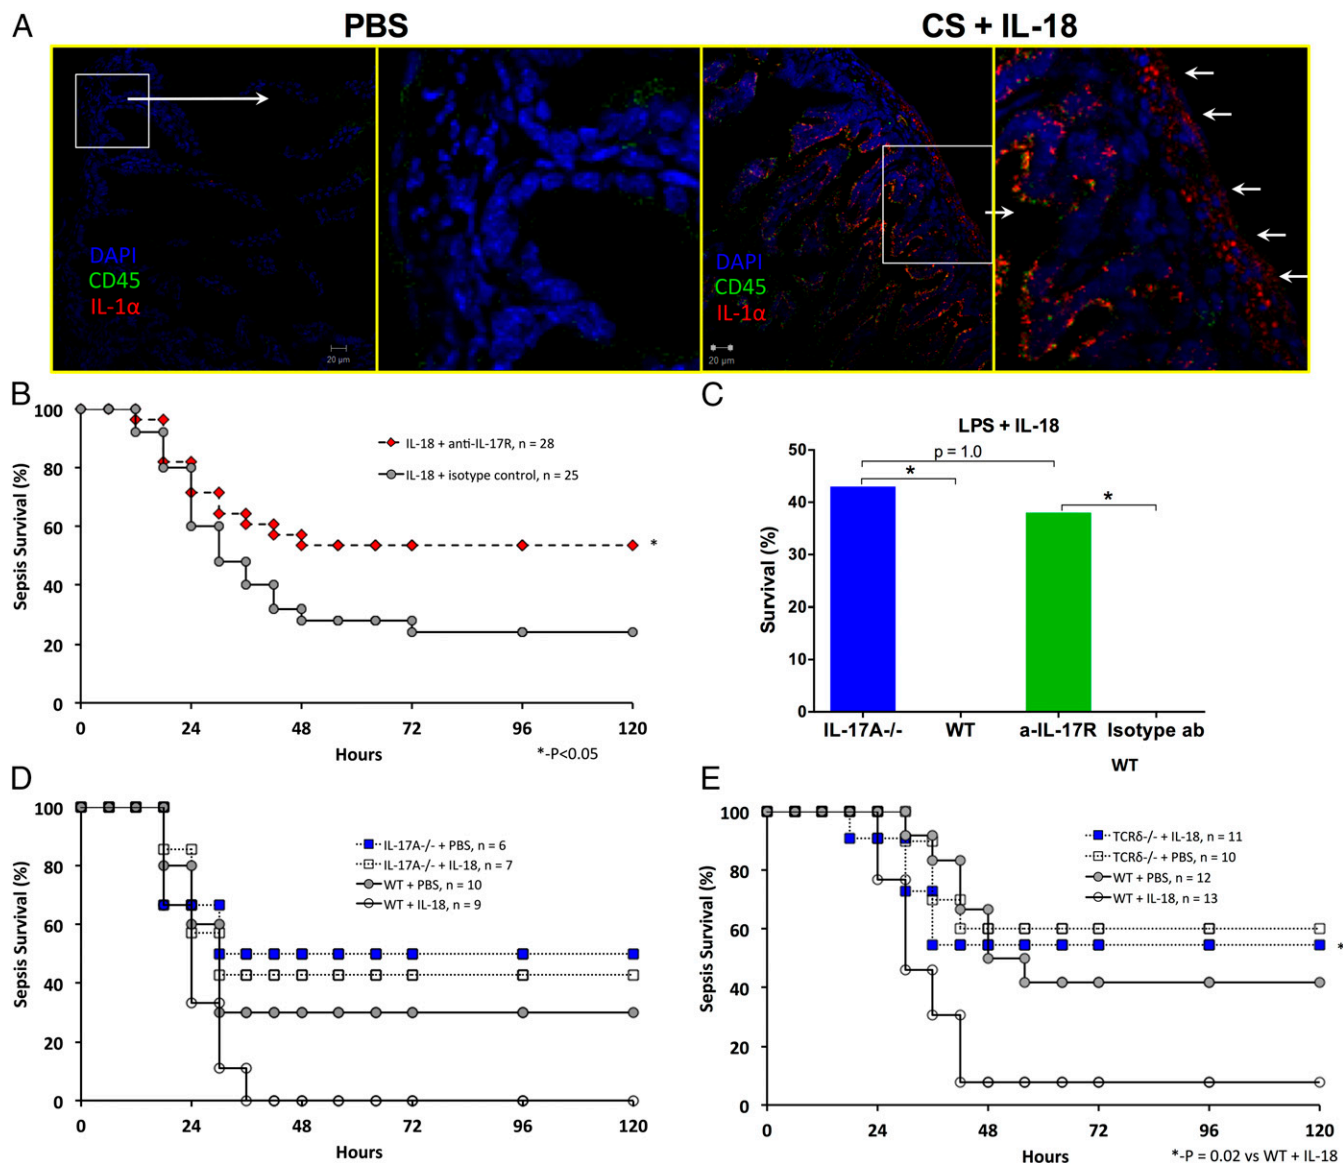 A
PBS
CS + IL-18
DAPI
CD45
IL-1α
20 µm
DAPI
CD45
IL-1α
20 µm
B
Sepsis Survival (%)
100
80
60
40
20
0
0 24 48 72 96 120
Hours
IL-18 + anti-IL-17R, n = 28
IL-18 + isotype control, n = 25
*
*-P<0.05
C
LPS + IL-18
Survival (%)
50
40
30
20
10
0
p = 1.0
*
*
IL-17A-/- WT a-IL-17R Isotype ab
WT
D
Sepsis Survival (%)
100
80
60
40
20
0
0 24 48 72 96 120
Hours
IL-17A-/- + PBS, n = 6
IL-17A-/- + IL-18, n = 7
WT + PBS, n = 10
WT + IL-18, n = 9
E
Sepsis Survival (%)
100
80
60
40
20
0
0 24 48 72 96 120
Hours
TCRδ-/- + IL-18, n = 11
TCRδ-/- + PBS, n = 10
WT + PBS, n = 12
WT + IL-18, n = 13
*
*-P = 0.02 vs WT + IL-18